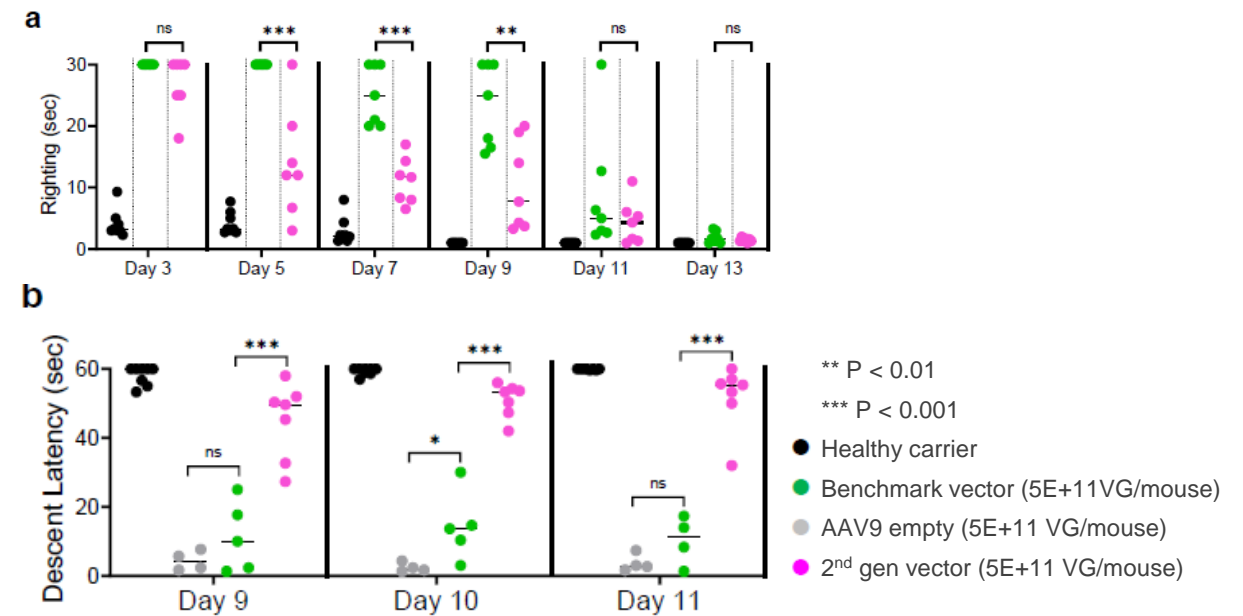 a
ns
***
***
**
ns
ns
Righting (sec)
30
20
10
0
Day 3
Day 5
Day 7
Day 9
Day 11
Day 13
b
Descent Latency (sec)
60
40
20
0
ns
***
*
***
ns
***
Day 9
Day 10
Day 11
** P < 0.01
*** P < 0.001
Healthy carrier
Benchmark vector (5E+11VG/mouse)
AAV9 empty (5E+11 VG/mouse)
2nd gen vector (5E+11 VG/mouse)